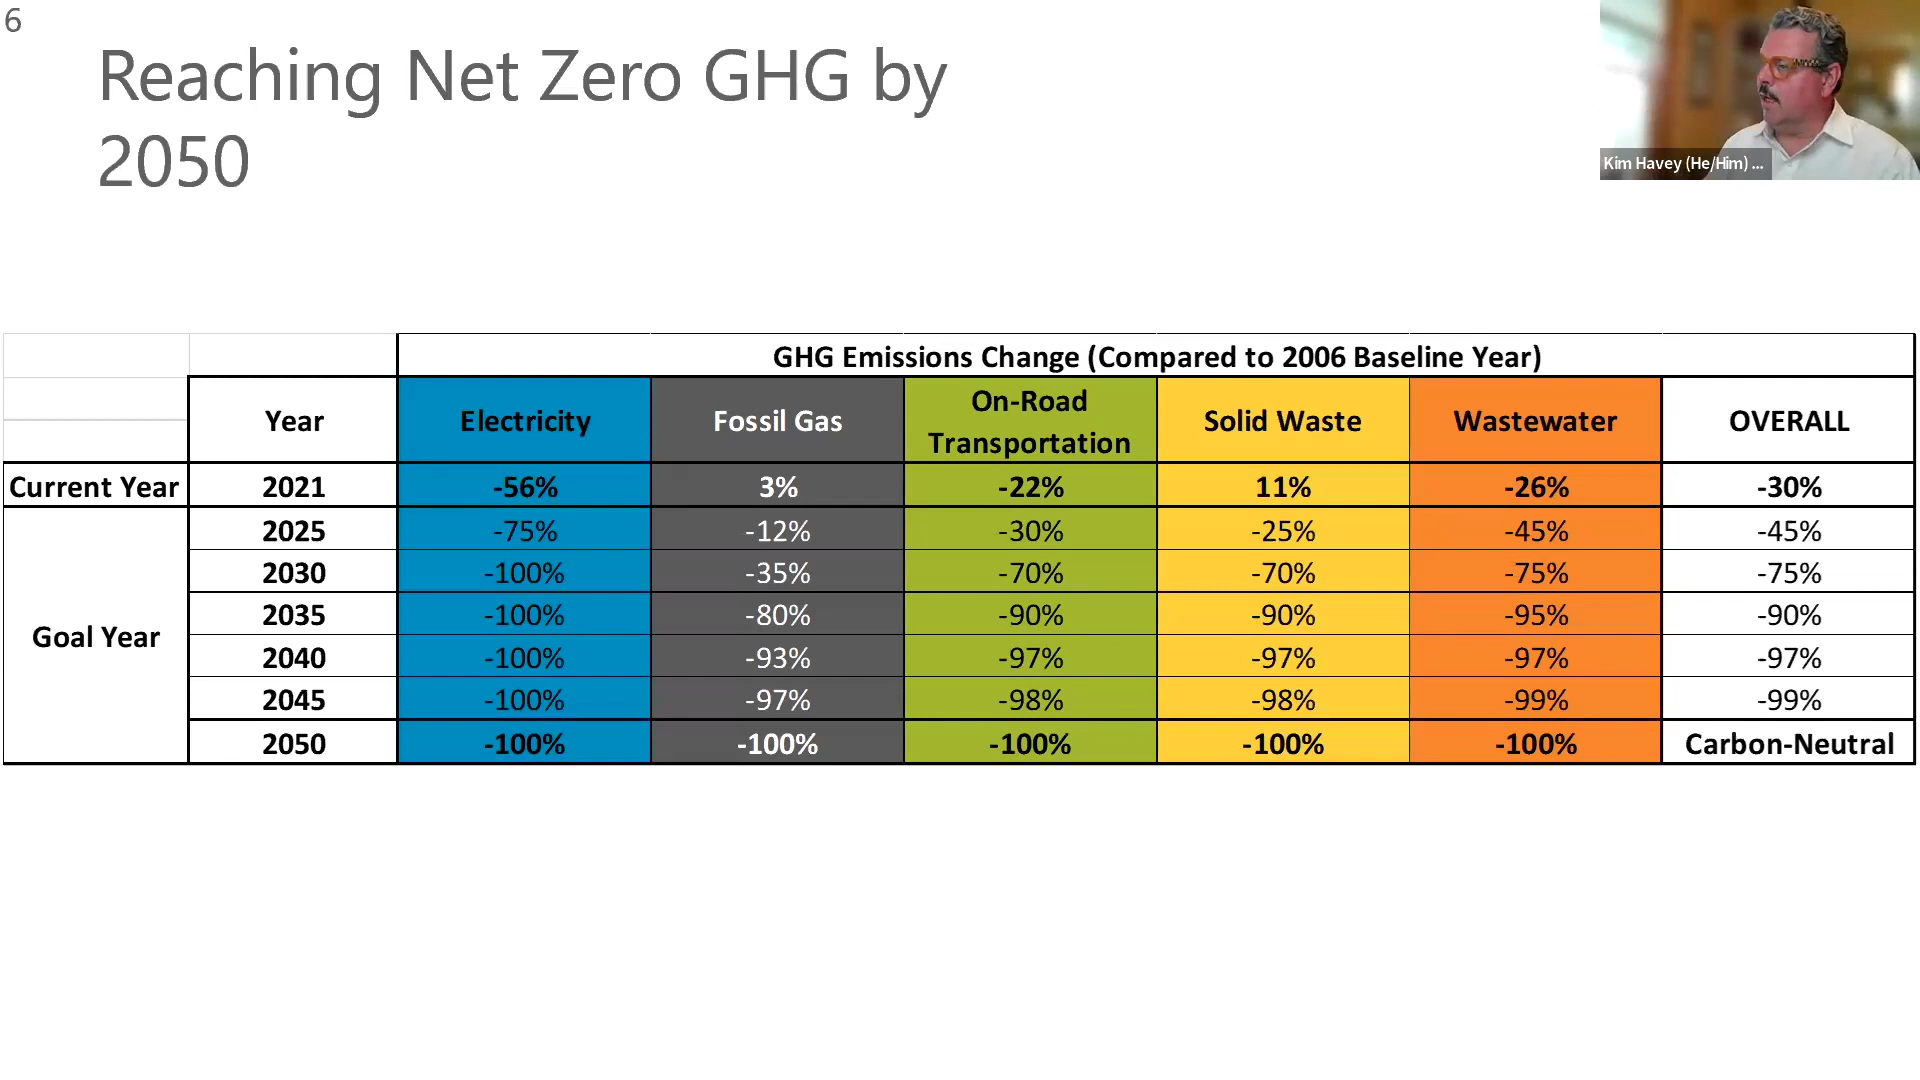 6
Reaching Net Zero GHG by
2050
Kim Havey (He/Him) ...
GHG Emissions Change (Compared to 2006 Baseline Year)
Year Electricity Fossil Gas On-Road Transportation Solid Waste Wastewater OVERALL
Current Year 2021 -56% 3% -22% 11% -26% -30%
Goal Year
2025 -75% -12% -30% -25% -45% -45%
2030 -100% -35% -70% -70% -75% -75%
2035 -100% -80% -90% -90% -95% -90%
2040 -100% -93% -97% -97% -97% -97%
2045 -100% -97% -98% -98% -99% -99%
2050 -100% -100% -100% -100% -100% Carbon-Neutral